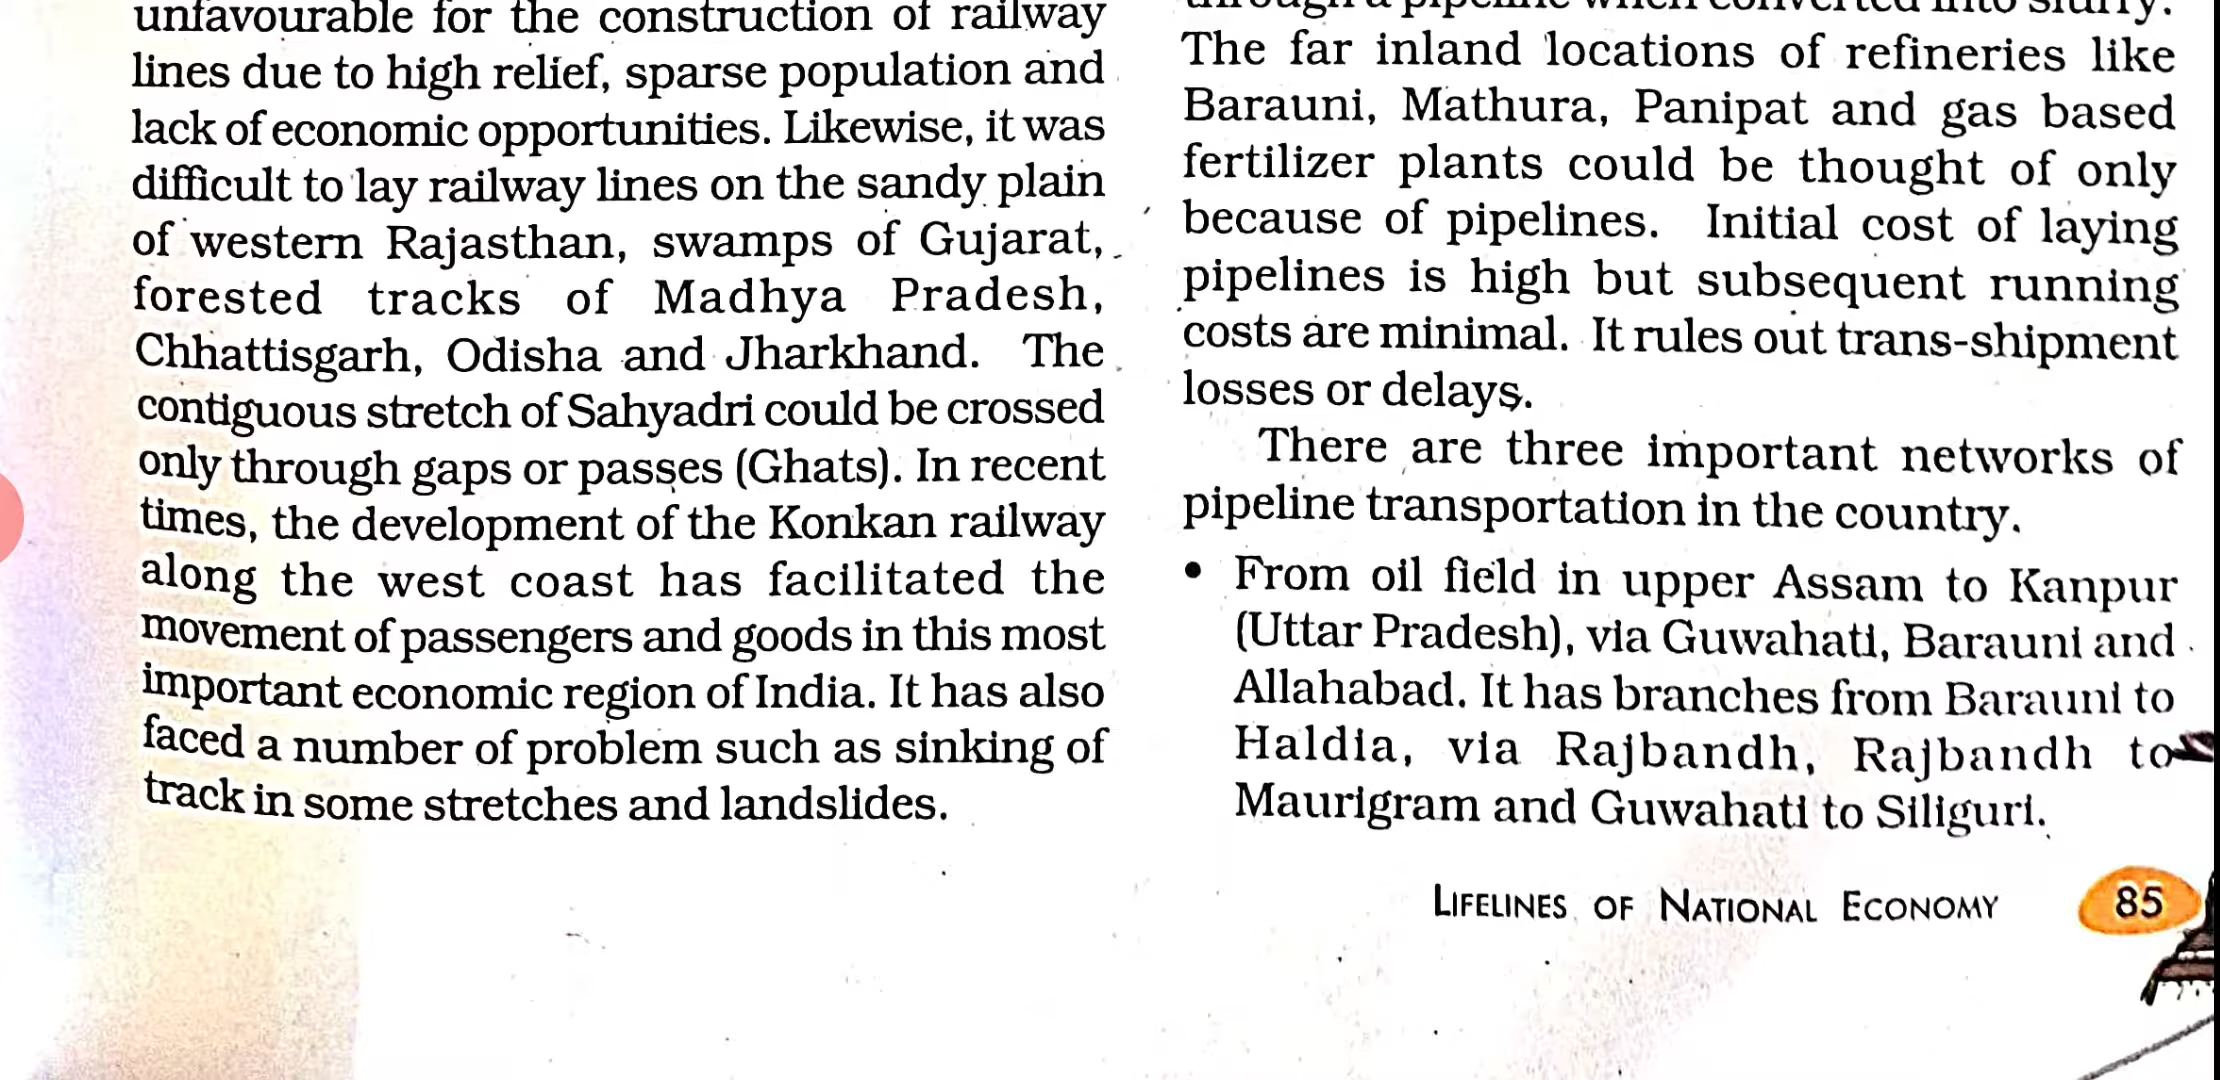 unfavourable for the construction of railway
lines due to high relief, sparse population and
lack of economic opportunities. Likewise, it was
difficult to lay railway lines on the sandy plain
of western Rajasthan, swamps of Gujarat,
forested tracks of Madhya Pradesh,
Chhattisgarh, Odisha and Jharkhand. The
contiguous stretch of Sahyadri could be crossed
only through gaps or passes (Ghats). In recent
times, the development of the Konkan railway
along the west coast has facilitated the
movement of passengers and goods in this most
important economic region of India. It has also
faced a number of problem such as sinking of
track in some stretches and landslides.
through a pipeline when converted into slurry.
The far inland locations of refineries like
Barauni, Mathura, Panipat and gas based
fertilizer plants could be thought of only
because of pipelines. Initial cost of laying
pipelines is high but subsequent running
costs are minimal. It rules out trans-shipment
losses or delays.
There are three important networks of
pipeline transportation in the country.
• From oil field in upper Assam to Kanpur
(Uttar Pradesh), via Guwahati, Barauni and
Allahabad. It has branches from Barauni to
Haldia, via Rajbandh, Rajbandh to
Maurigram and Guwahati to Siliguri.
LIFELINES OF NATIONAL ECONOMY
85